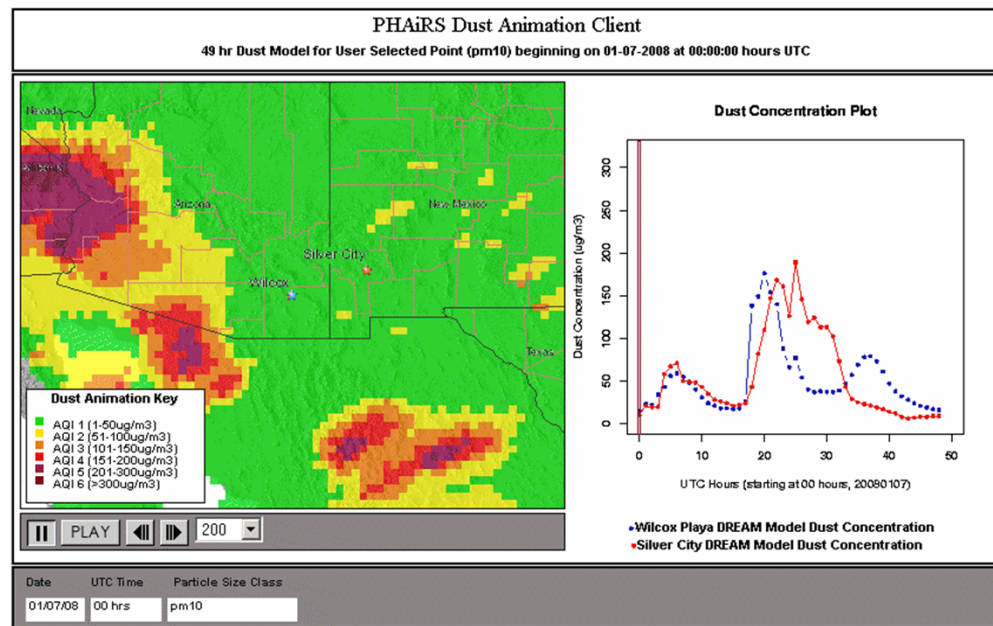 PHAiRS Dust Animation Client
49 hr Dust Model for User Selected Point (pm10) beginning on 01-07-2008 at 00:00:00 hours UTC
Nevada
Arizona
New Mexico
Silver City
Wilcox
Texas
Dust Animation Key
AQI 1 (1-50ug/m3)
AQI 2 (51-100ug/m3)
AQI 3 (101-150ug/m3)
AQI 4 (151-200ug/m3)
AQI 5 (201-300ug/m3)
AQI 6 (>300ug/m3)
PLAY
200
Dust Concentration Plot
Dust Concentration (ug/m3)
300
250
200
150
100
50
0
0 10 20 30 40 50
UTC Hours (starting at 00 hours, 20080107)
Wilcox Playa DREAM Model Dust Concentration
Silver City DREAM Model Dust Concentration
Date UTC Time Particle Size Class
01/07/08 00 hrs pm10